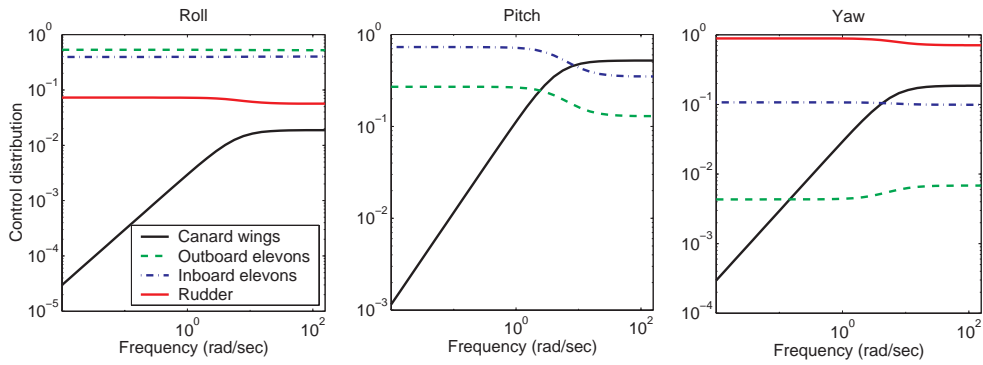 Roll
Pitch
Yaw
Control distribution
10^0
10^-1
10^-2
10^-3
10^-4
10^-5
Canard wings
Outboard elevons
Inboard elevons
Rudder
10^0
10^2
Frequency (rad/sec)
10^0
10^-1
10^-2
10^-3
10^0
10^2
Frequency (rad/sec)
10^0
10^-1
10^-2
10^-3
10^-4
10^0
10^2
Frequency (rad/sec)